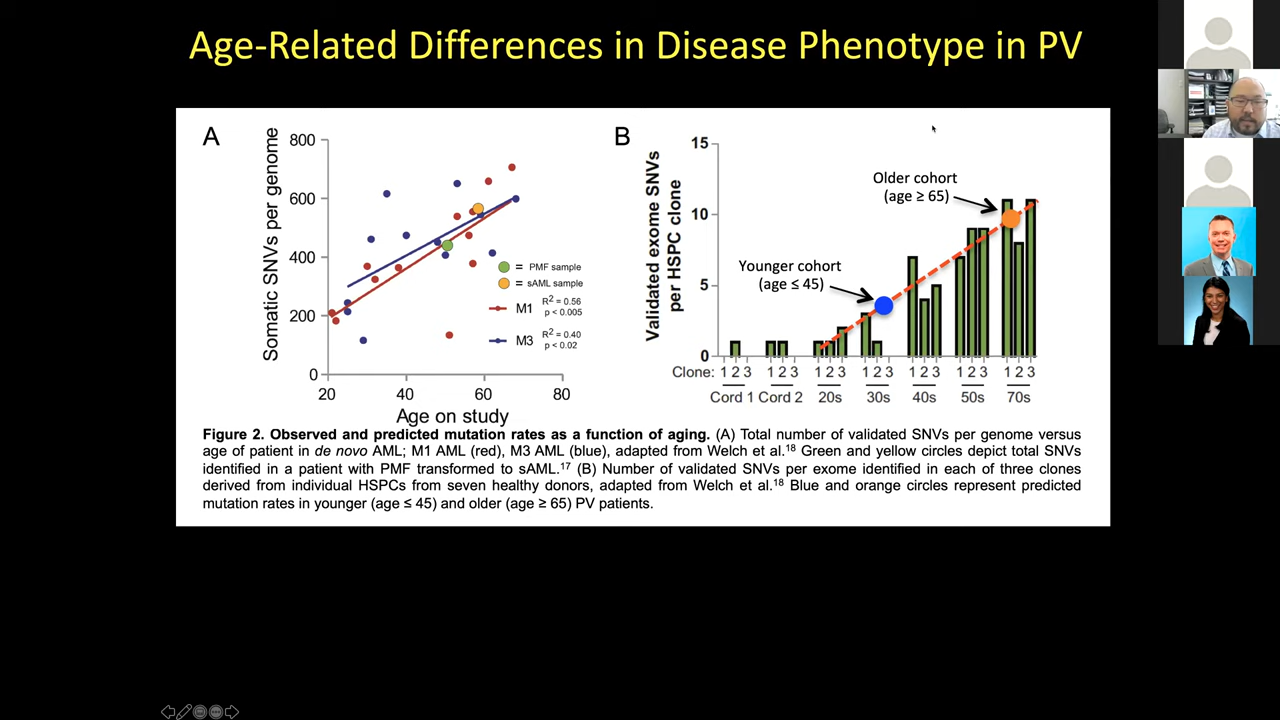 Age-Related Differences in Disease Phenotype in PV
A
Somatic SNVs per genome
800
600
400
200
0
20
40
60
80
Age on study
= PMF sample
= sAML sample
M1
R2 = 0.56
p < 0.005
M3
R2 = 0.40
p < 0.02
B
Validated exome SNVs
per HSPC clone
15
10
5
0
Older cohort
(age ≥ 65)
Younger cohort
(age ≤ 45)
Clone: 1 2 3 1 2 3 1 2 3 1 2 3 1 2 3 1 2 3 1 2 3
Cord 1 Cord 2 20s 30s 40s 50s 70s
Figure 2. Observed and predicted mutation rates as a function of aging. (A) Total number of validated SNVs per genome versus
age of patient in de novo AML; M1 AML (red), M3 AML (blue), adapted from Welch et al.18 Green and yellow circles depict total SNVs
identified in a patient with PMF transformed to sAML.17 (B) Number of validated SNVs per exome identified in each of three clones
derived from individual HSPCs from seven healthy donors, adapted from Welch et al.18 Blue and orange circles represent predicted
mutation rates in younger (age ≤ 45) and older (age ≥ 65) PV patients.